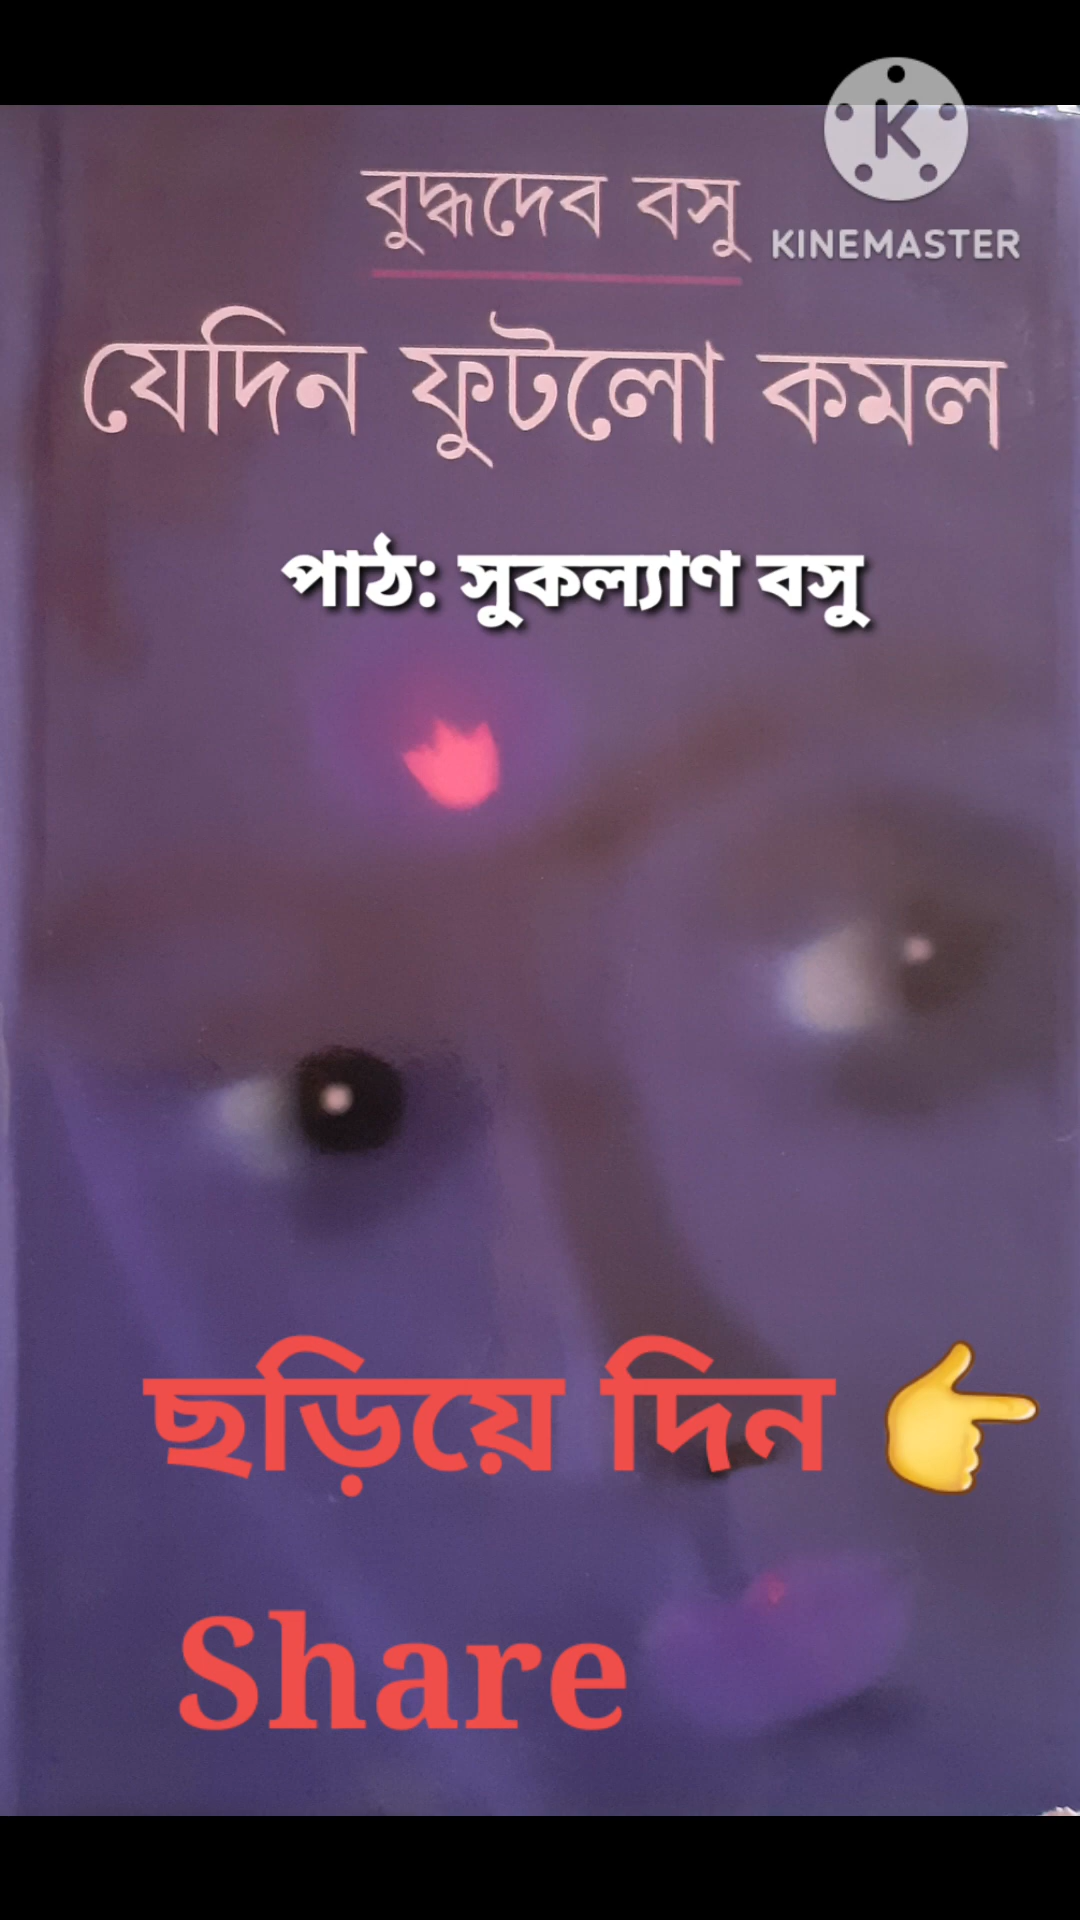 K
KINEMASTER
বুদ্ধদেব বসু
যেদিন ফুটলো কমল
পাঠ: সুকল্যাণ বসু
ছড়িয়ে দিন
Share